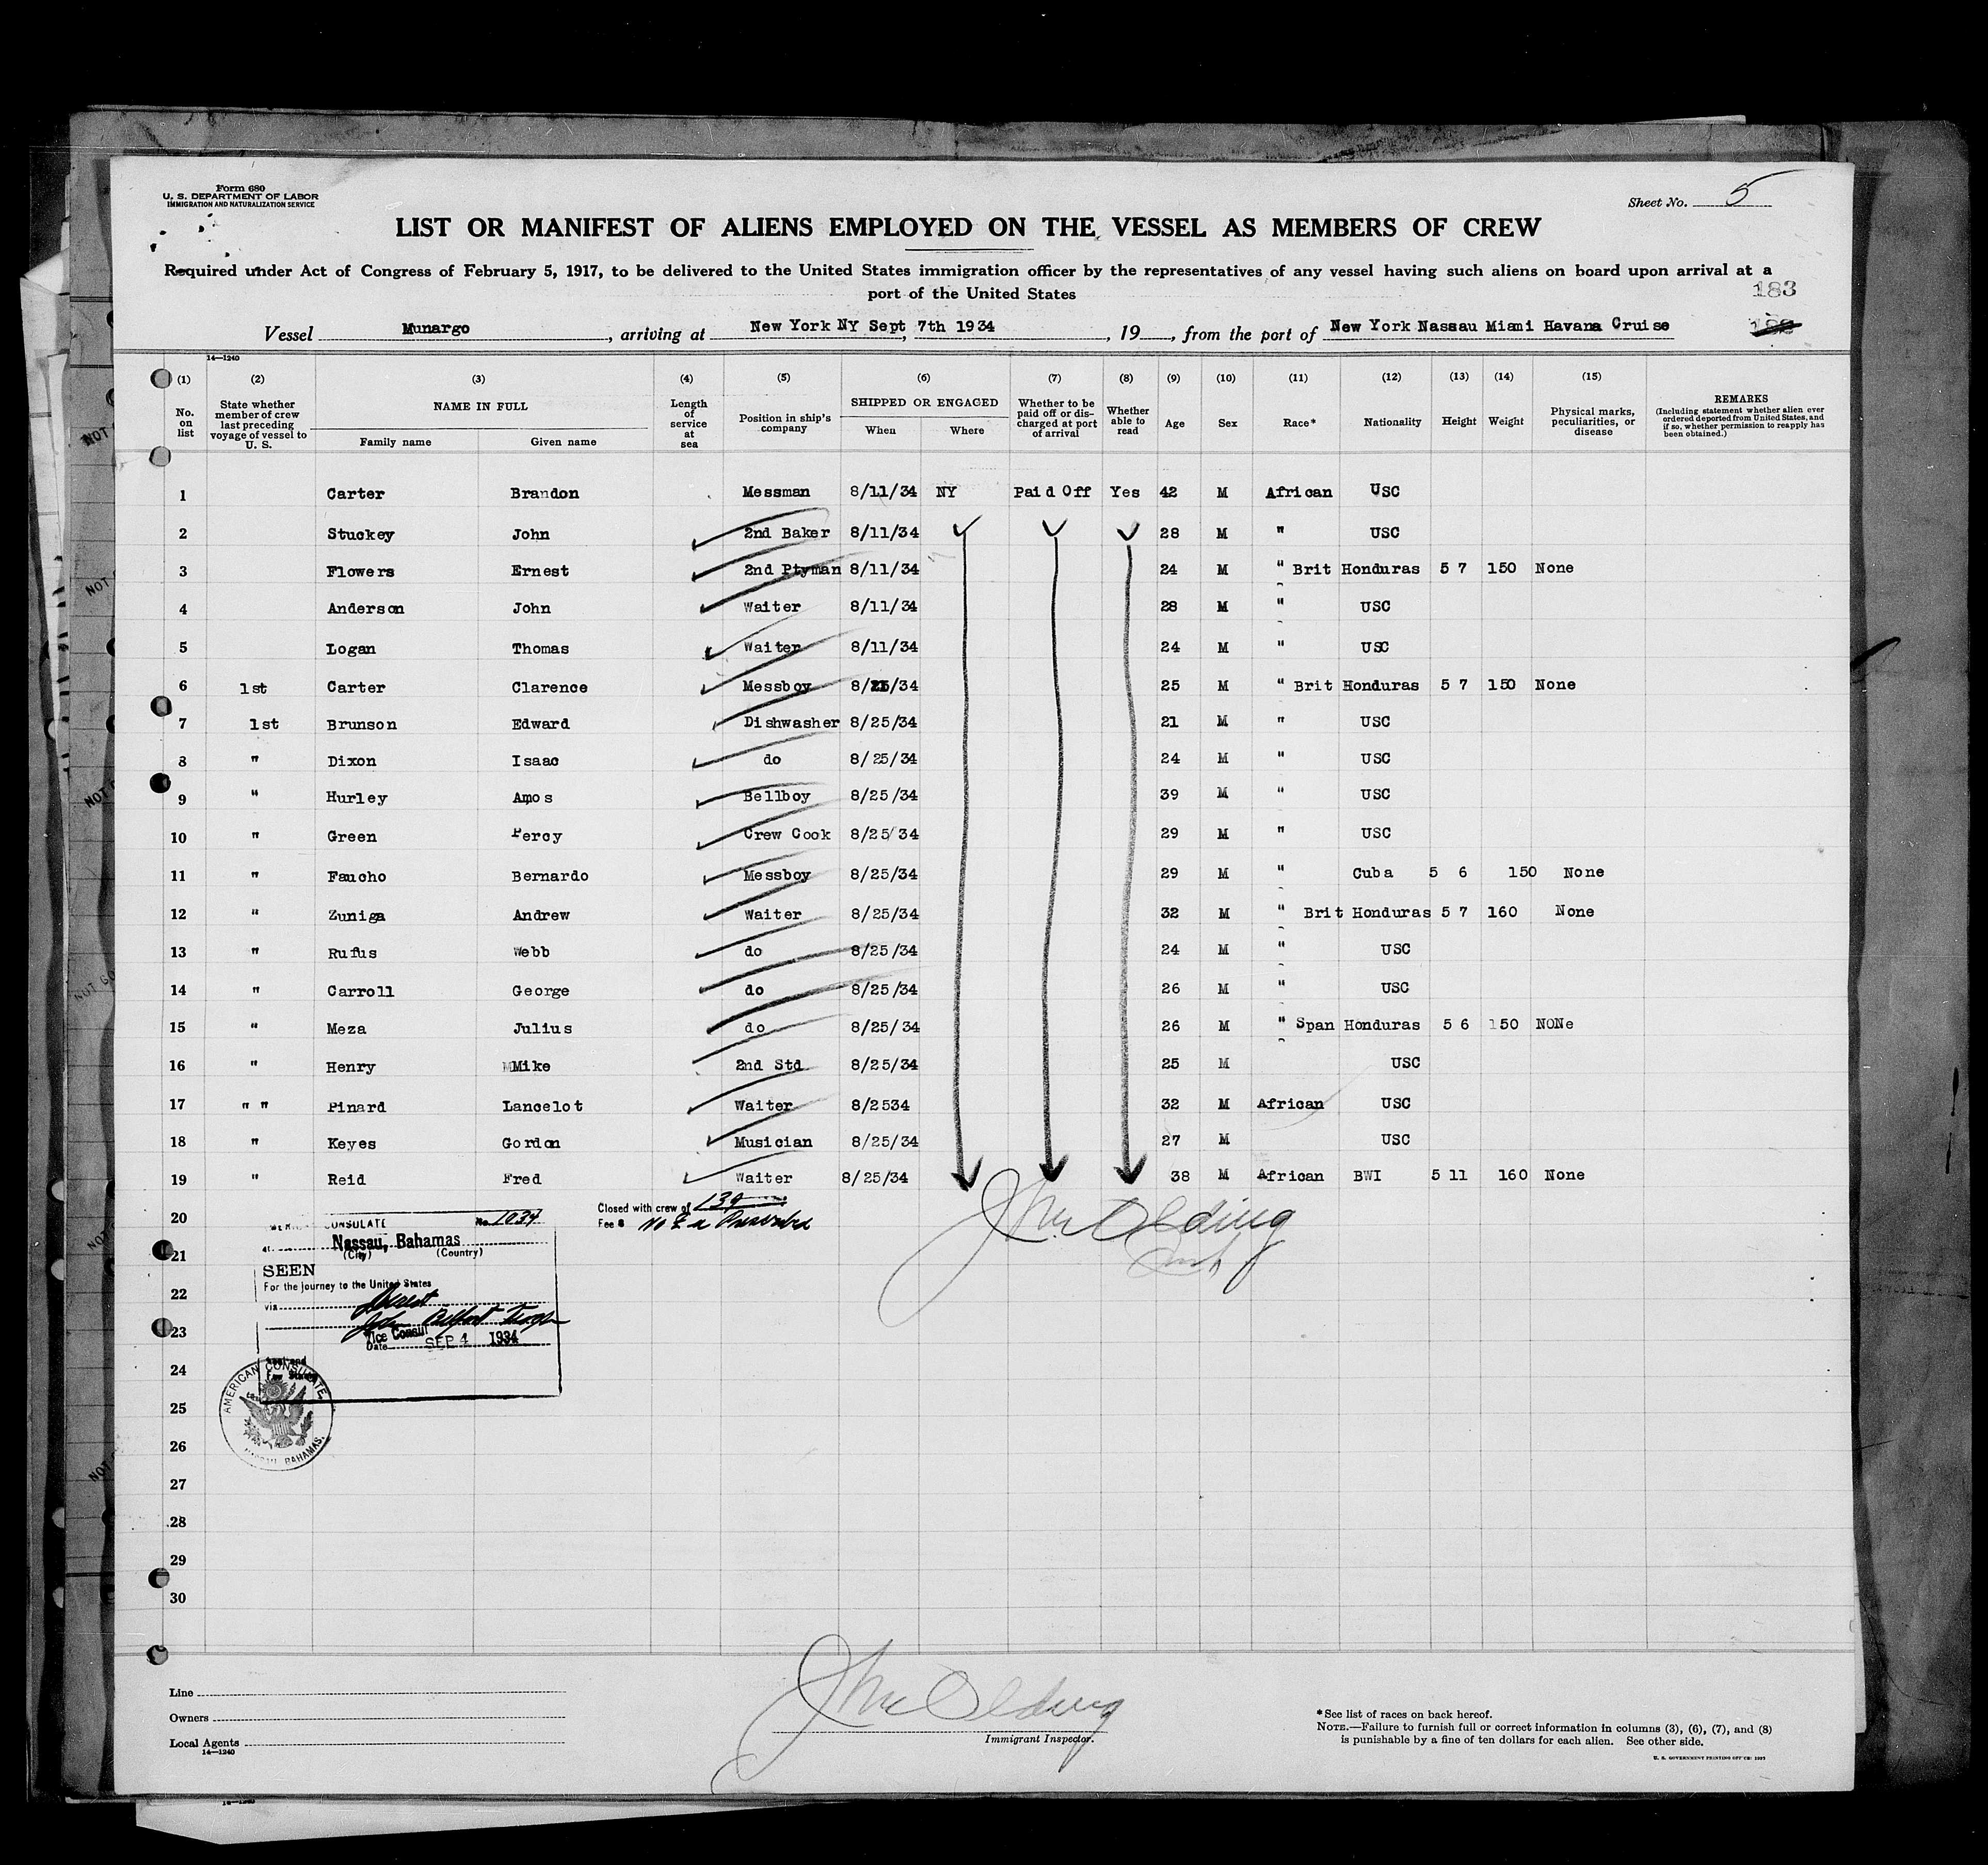 Form 680
U. S. DEPARTMENT OF LABOR
IMMIGRATION AND NATURALIZATION SERVICE
Sheet No. 5
LIST OR MANIFEST OF ALIENS EMPLOYED ON THE VESSEL AS MEMBERS OF CREW
Required under Act of Congress of February 5, 1917, to be delivered to the United States immigration officer by the representatives of any vessel having such aliens on board upon arrival at a
port of the United States
183
Vessel Munargo, arriving at New York NY Sept 7th 1934, 19, from the port of New York Nassau Miami Havana Cruise
14—1240
(1) (2) (3) (4) (5) (6) (7) (8) (9) (10) (11) (12) (13) (14) (15)
No. on list
State whether member of crew last preceding voyage of vessel to U. S.
NAME IN FULL
Family name Given name
Length of service at sea
Position in ship's company
SHIPPED OR ENGAGED
When Where
Whether to be paid off or discharged at port of arrival
Whether able to read
Age Sex Race* Nationality Height Weight
Physical marks, peculiarities, or disease
REMARKS
(Including statement whether alien ever ordered deported from United States, and if so, whether permission to reapply has been obtained.)
1 Carter Brandon Messman 8/11/34 NY Paid Off Yes 42 M African USC
2 Stuckey John 2nd Baker 8/11/34 28 M " USC
3 Flowers Ernest 2nd Ptyman 8/11/34 24 M " Brit Honduras 5 7 150 None
4 Anderson John Waiter 8/11/34 28 M " USC
5 Logan Thomas Waiter 8/11/34 24 M " USC
6 1st Carter Clarence Messboy 8/25/34 25 M " Brit Honduras 5 7 150 None
7 1st Brunson Edward Dishwasher 8/25/34 21 M " USC
8 " Dixon Isaac do 8/25/34 24 M " USC
9 " Hurley Amos Bellboy 8/25/34 39 M " USC
10 " Green Percy Crew Cook 8/25/34 29 M " USC
11 " Faucho Bernardo Messboy 8/25/34 29 M " Cuba 5 6 150 None
12 " Zuniga Andrew Waiter 8/25/34 32 M " Brit Honduras 5 7 160 None
13 " Rufus Webb do 8/25/34 24 M " USC
14 " Carroll George do 8/25/34 26 M " USC
15 " Meza Julius do 8/25/34 26 M " Span Honduras 5 6 150 NONe
16 " Henry MMike 2nd Std 8/25/34 25 M USC
17 " " Pinard Lancelot Waiter 8/2534 32 M African USC
18 " Keyes Gordon Musician 8/25/34 27 M USC
19 " Reid Fred Waiter 8/25/34 38 M African BWI 5 11 160 None
20
21
22
23
24
25
26
27
28
29
30
Closed with crew of 139
Fee $ No Fee Prescribed
CONSULATE No. 1034
Nassau, Bahamas
(City) (Country)
SEEN
For the journey to the United States
via Direct
Vice Consul
Date SEP 4 1934
AMERICAN CONSULATE
BAHAMAS.
Line
Owners
Local Agents
14—1240
Immigrant Inspector.
*See list of races on back hereof.
NOTE.—Failure to furnish full or correct information in columns (3), (6), (7), and (8)
is punishable by a fine of ten dollars for each alien. See other side.